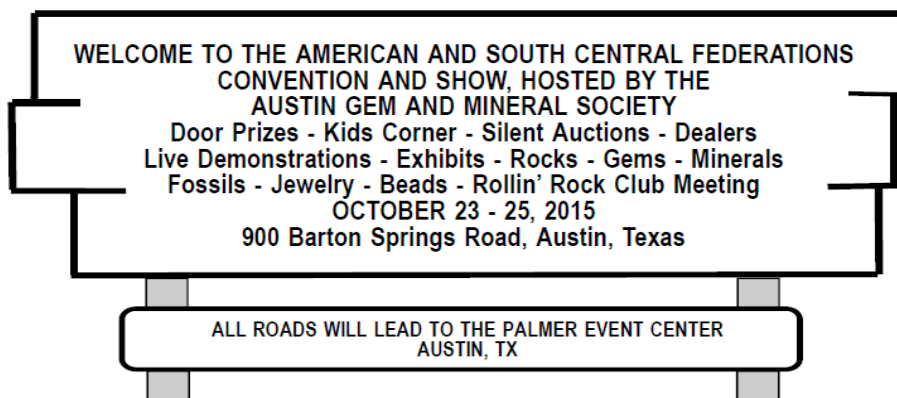 WELCOME TO THE AMERICAN AND SOUTH CENTRAL FEDERATIONS
CONVENTION AND SHOW, HOSTED BY THE
AUSTIN GEM AND MINERAL SOCIETY
Door Prizes - Kids Corner - Silent Auctions - Dealers
Live Demonstrations - Exhibits - Rocks - Gems - Minerals
Fossils - Jewelry - Beads - Rollin' Rock Club Meeting
OCTOBER 23 - 25, 2015
900 Barton Springs Road, Austin, Texas
ALL ROADS WILL LEAD TO THE PALMER EVENT CENTER
AUSTIN, TX